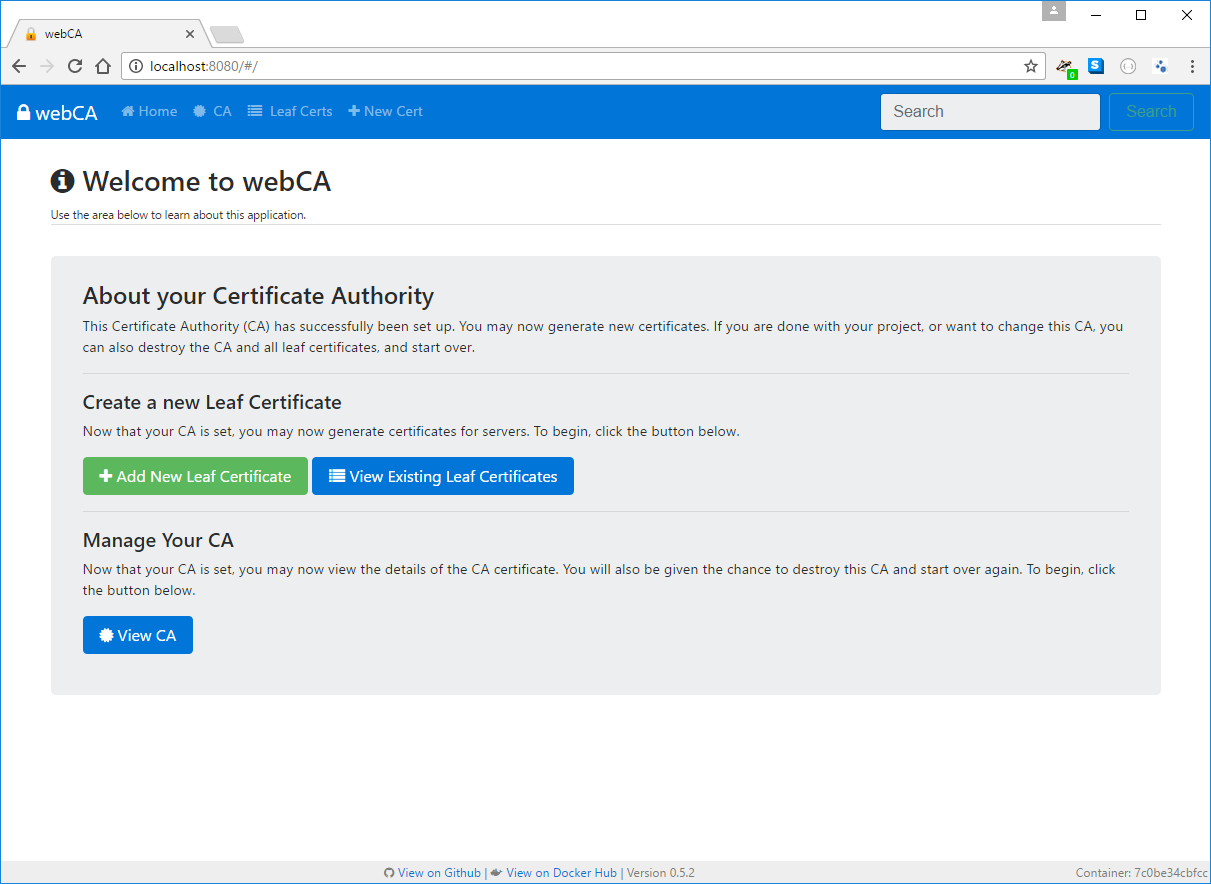 webCA
localhost:8080/#/
0
S
webCA Home CA Leaf Certs New Cert Search Search
Welcome to webCA
Use the area below to learn about this application.
About your Certificate Authority
This Certificate Authority (CA) has successfully been set up. You may now generate new certificates. If you are done with your project, or want to change this CA, you
can also destroy the CA and all leaf certificates, and start over.
Create a new Leaf Certificate
Now that your CA is set, you may now generate certificates for servers. To begin, click the button below.
Add New Leaf Certificate View Existing Leaf Certificates
Manage Your CA
Now that your CA is set, you may now view the details of the CA certificate. You will also be given the chance to destroy this CA and start over again. To begin, click
the button below.
View CA
View on Github | View on Docker Hub | Version 0.5.2 Container: 7c0be34cbfcc